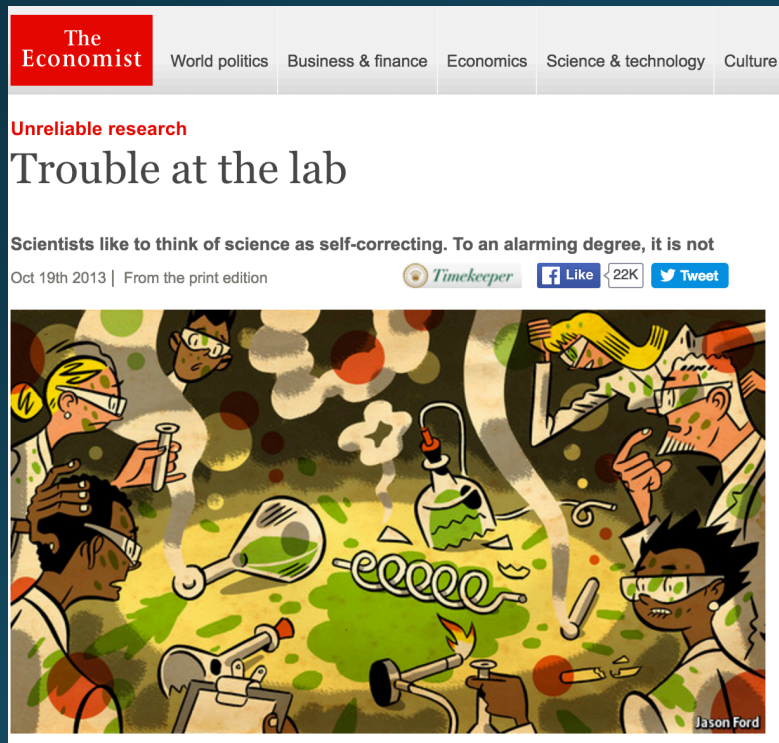 The
Economist
World politics Business & finance Economics Science & technology Culture
Unreliable research
Trouble at the lab
Scientists like to think of science as self-correcting. To an alarming degree, it is not
Oct 19th 2013 | From the print edition Timekeeper Like 22K Tweet
Jason Ford